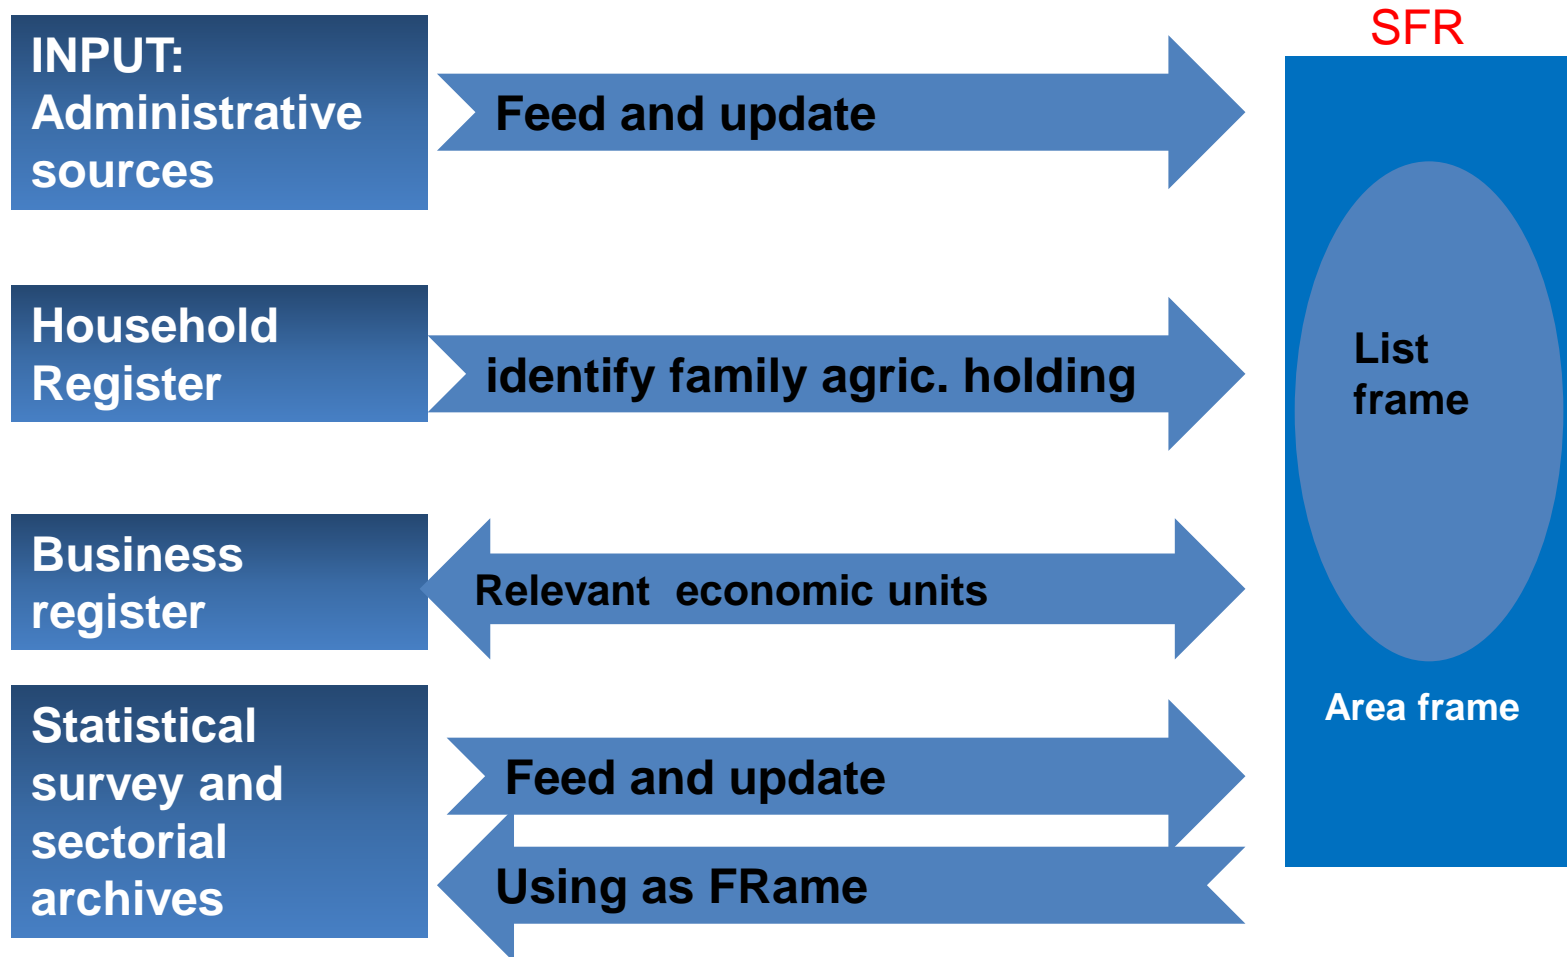 SFR
INPUT:
Administrative
sources
Feed and update
Household
Register
identify family agric. holding
List
frame
Business
register
Relevant economic units
Statistical
survey and
sectorial
archives
Feed and update
Using as FRame
Area frame